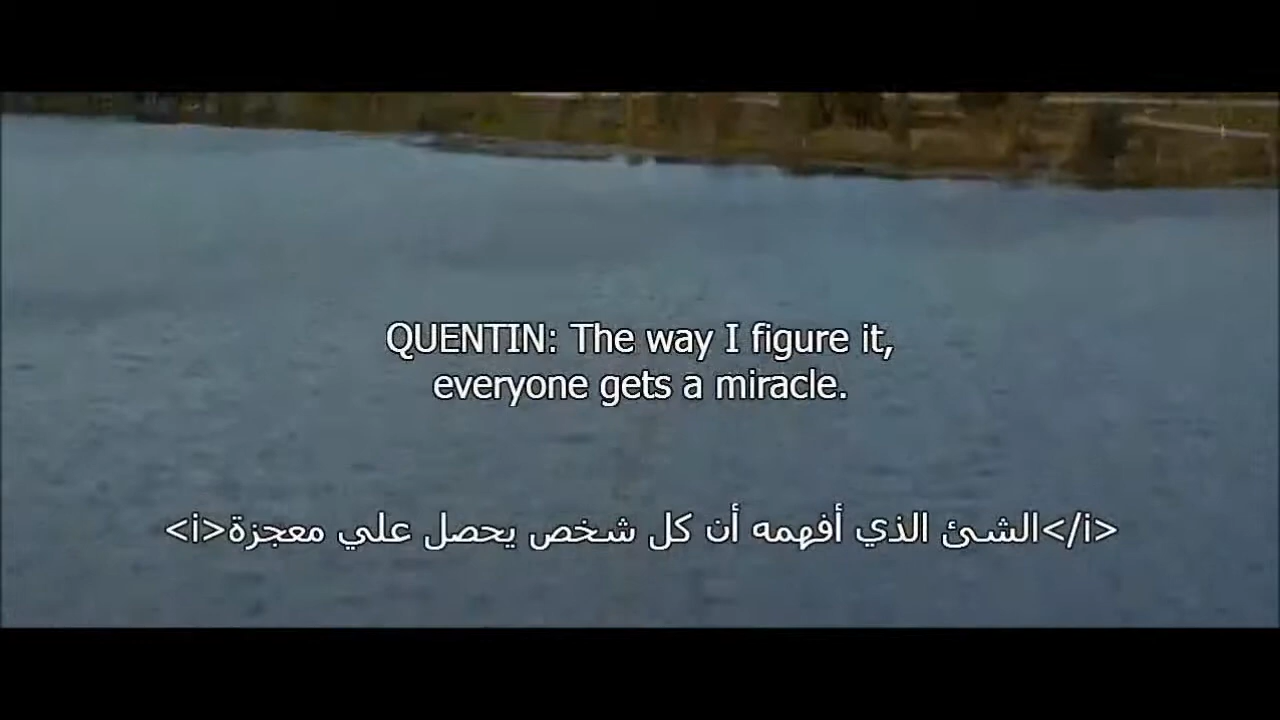 QUENTIN: The way I figure it,
everyone gets a miracle.
<i>الشئ الذي أفهمه أن كل شخص يحصل علي معجزة</i>